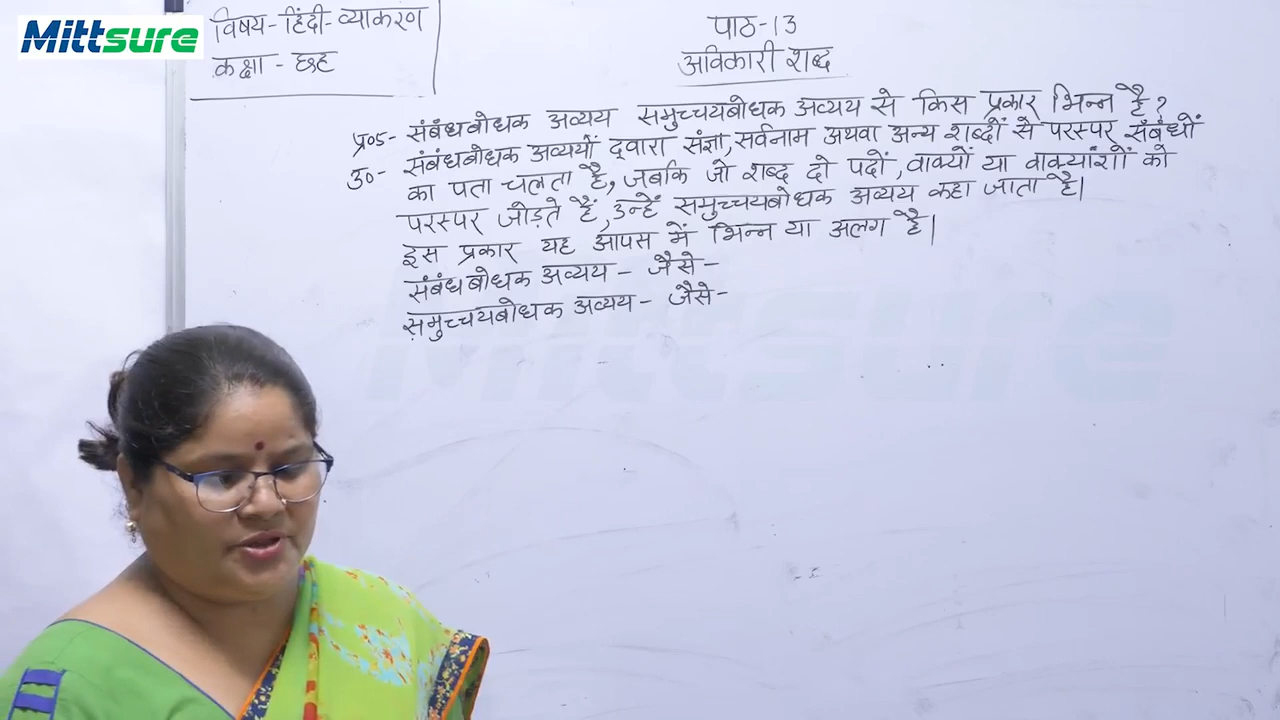 Mittsure
विषय-हिंदी-व्याकरण
कक्षा - छह
पाठ-13
अविकारी शब्द
प्र०5- संबंधबोधक अव्यय समुच्चयबोधक अव्यय से किस प्रकार भिन्न है?
उ०- संबंधबोधक अव्ययों द्वारा संज्ञा, सर्वनाम अथवा अन्य शब्दों से परस्पर संबंधों
का पता चलता है, जबकि जो शब्द दो पदों, वाक्यों या वाक्यांशों को
परस्पर जोड़ते हैं, उन्हें समुच्चयबोधक अव्यय कहा जाता है।
इस प्रकार यह आपस में भिन्न या अलग है।
संबंधबोधक अव्यय - जैसे-
समुच्चयबोधक अव्यय - जैसे-
Mittsure